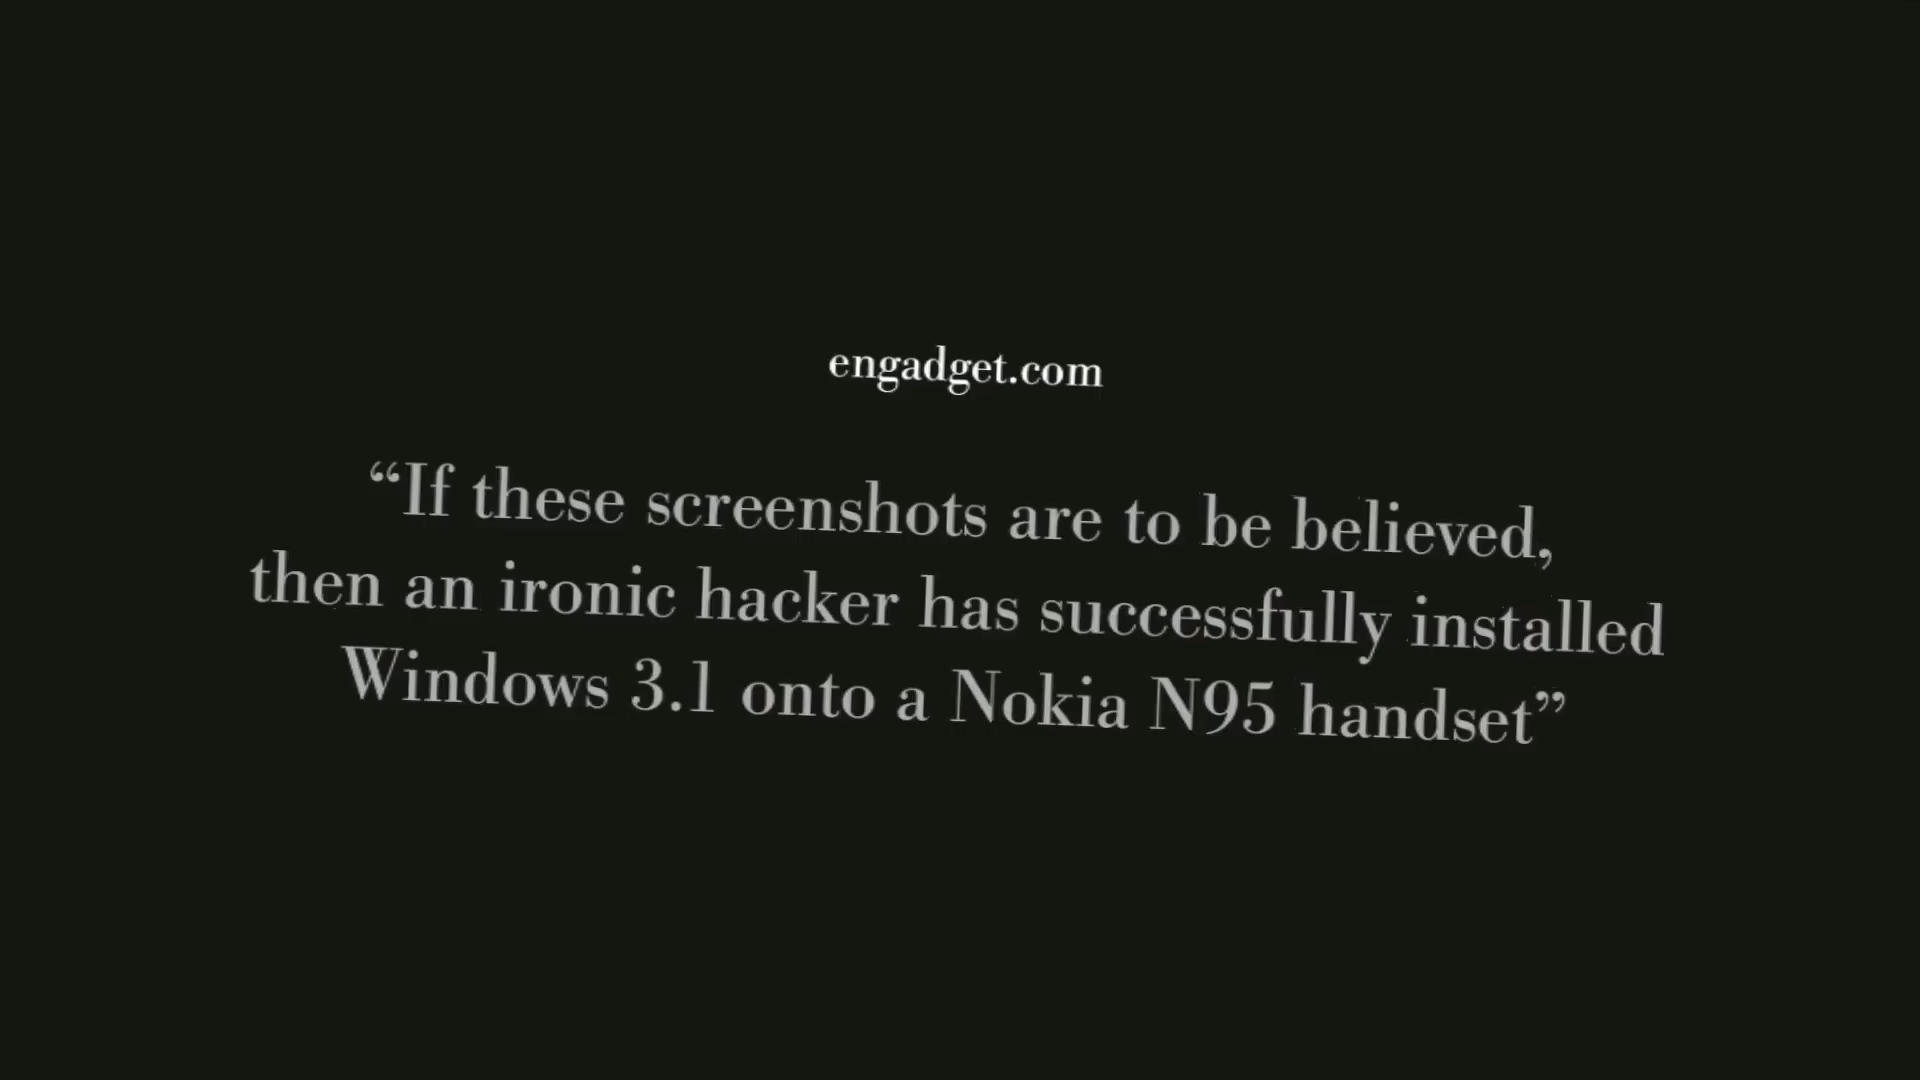 engadget.com
“If these screenshots are to be believed,
then an ironic hacker has successfully installed
Windows 3.1 onto a Nokia N95 handset”